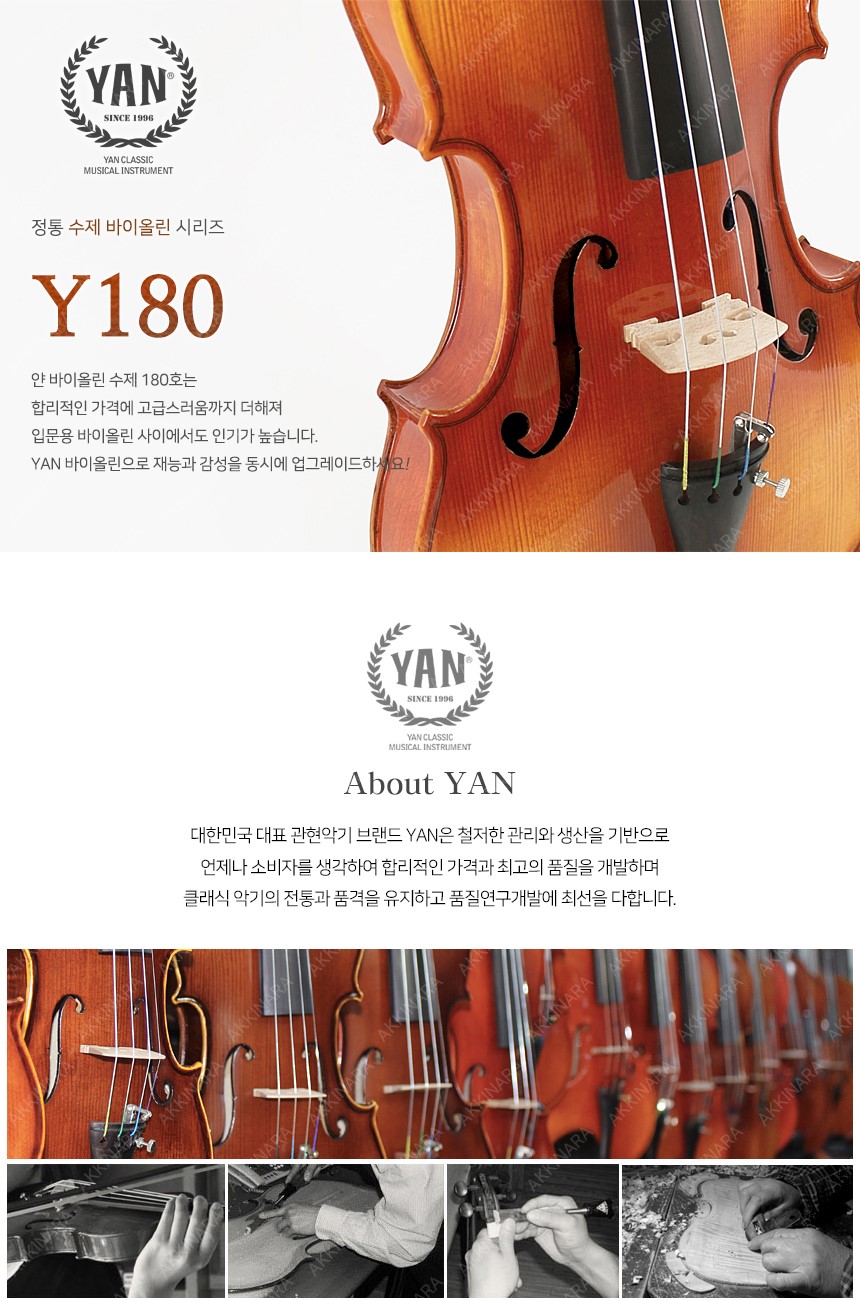 YAN®
SINCE 1996
YAN CLASSIC
MUSICAL INSTRUMENT
정통 수제 바이올린 시리즈
Y180
얀 바이올린 수제 180호는
합리적인 가격에 고급스러움까지 더해져
입문용 바이올린 사이에서도 인기가 높습니다.
YAN 바이올린으로 재능과 감성을 동시에 업그레이드하세요!
AKKINARA
YAN®
SINCE 1996
YAN CLASSIC
MUSICAL INSTRUMENT
About YAN
대한민국 대표 관현악기 브랜드 YAN은 철저한 관리와 생산을 기반으로
언제나 소비자를 생각하여 합리적인 가격과 최고의 품질을 개발하며
클래식 악기의 전통과 품격을 유지하고 품질연구개발에 최선을 다합니다.